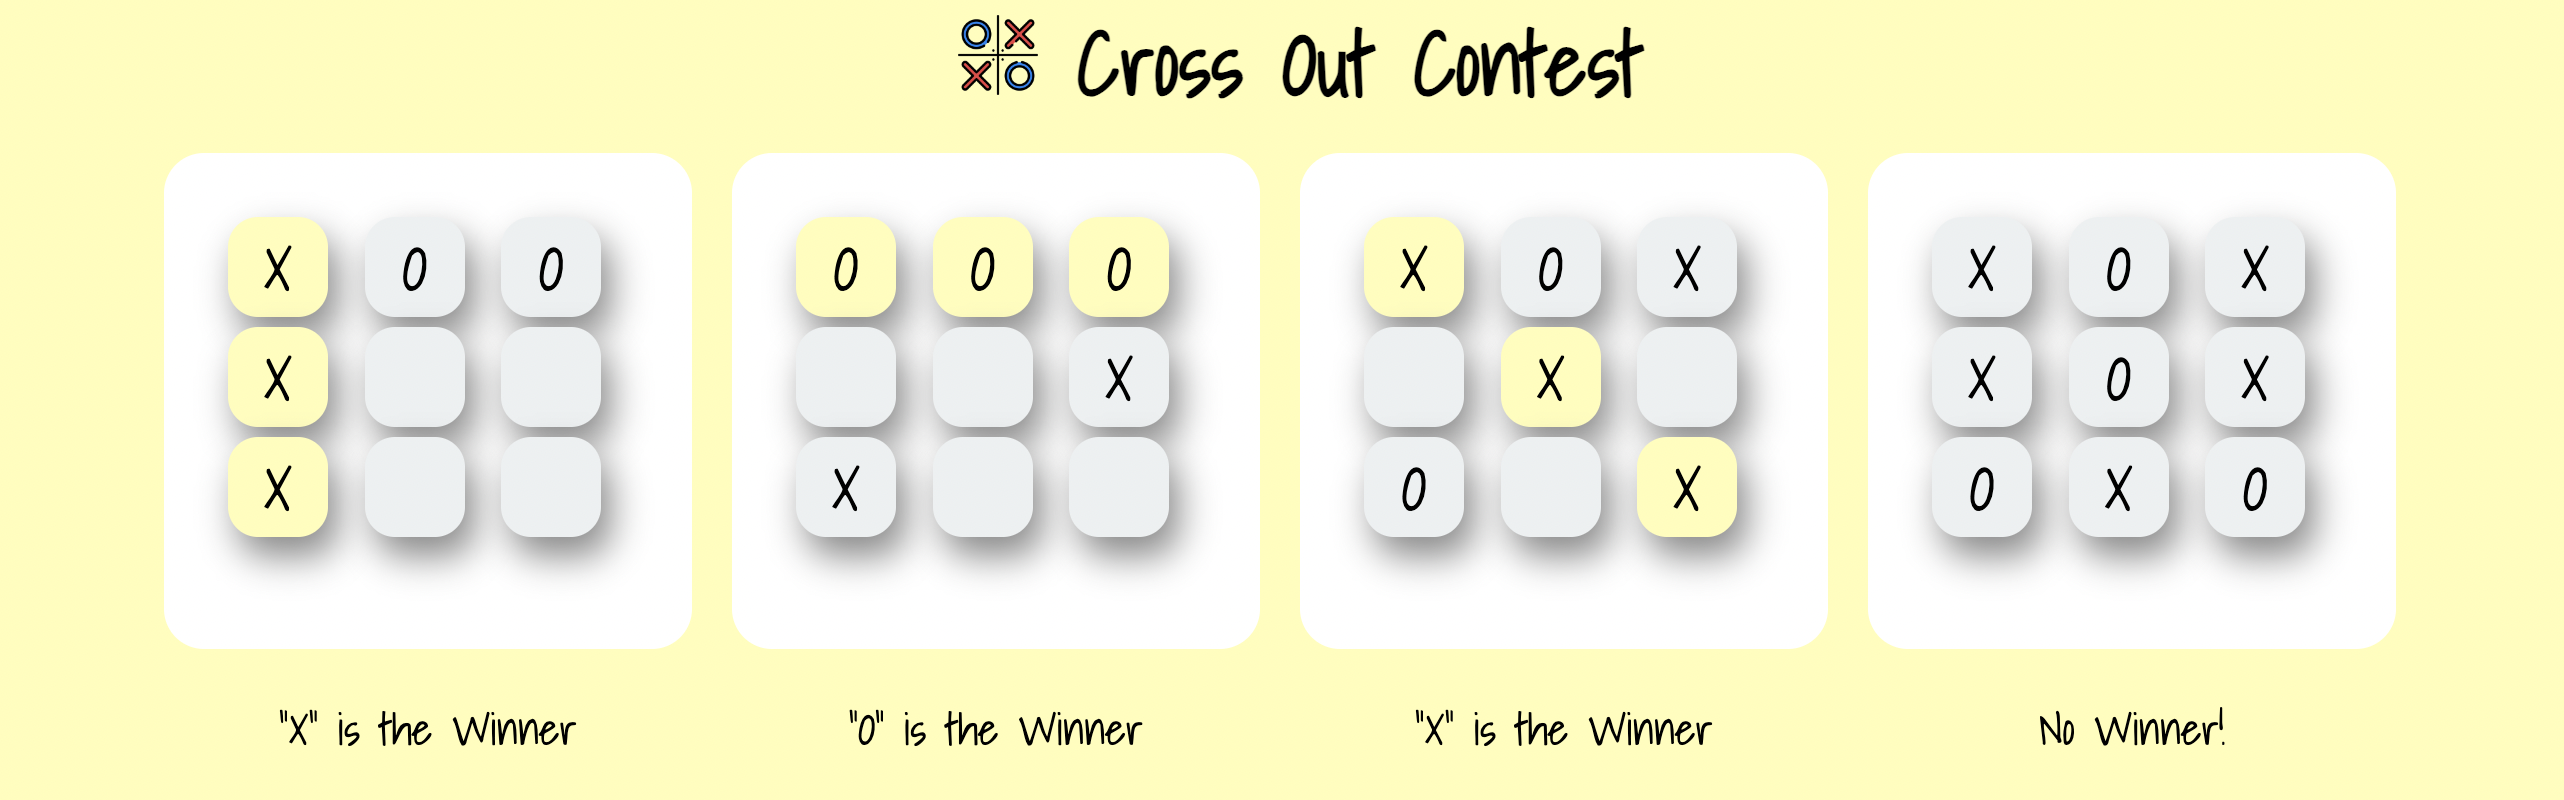 Cross Out Contest
X O O
X
X
"X" is the Winner
O O O
X
X
"O" is the Winner
X O X
X
O X
"X" is the Winner
X O X
X O X
O X O
No Winner!